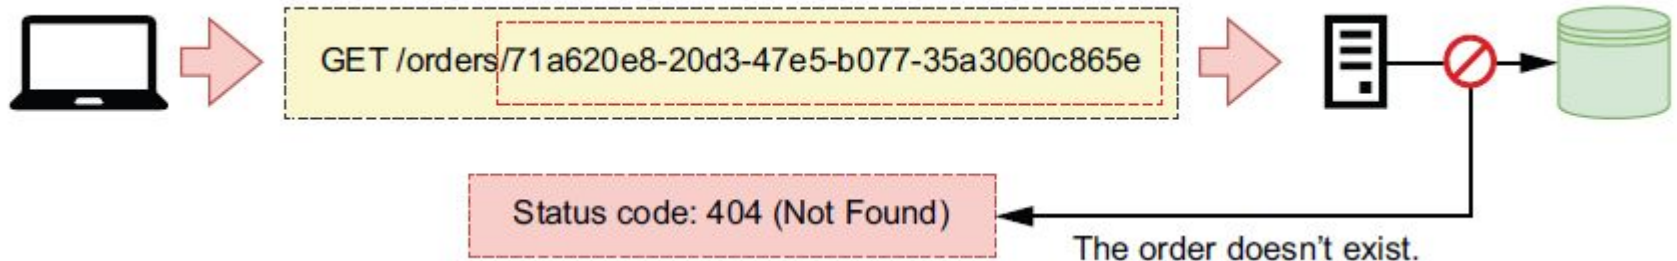 GET /orders/71a620e8-20d3-47e5-b077-35a3060c865e
Status code: 404 (Not Found)
The order doesn’t exist.